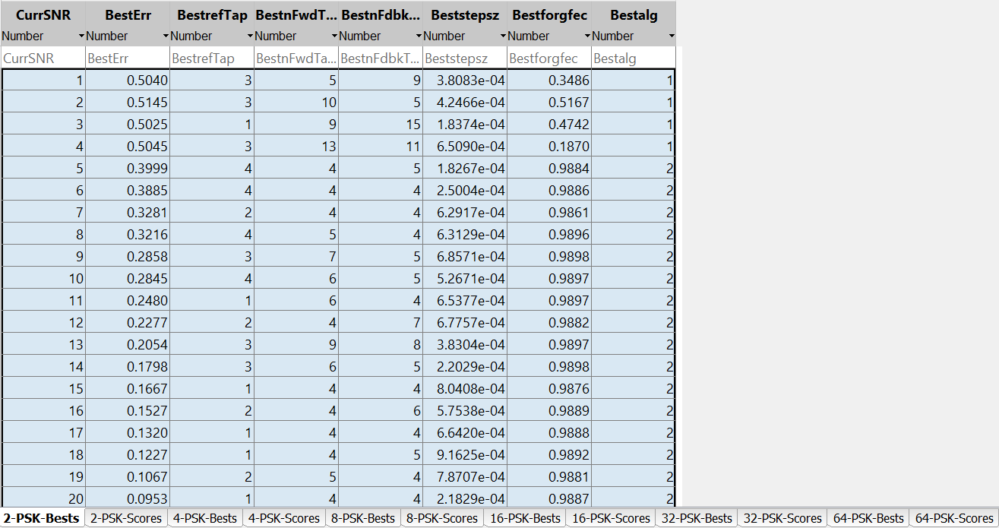 CurrSNR BestErr BestrefTap BestnFwdT... BestnFdbk... Beststepsz Bestforgfec Bestalg
Number Number Number Number Number Number Number Number
CurrSNR BestErr BestrefTap BestnFwdTa... BestnFdbkT... Beststepsz Bestforgfec Bestalg
1 0.5040 3 5 9 3.8083e-04 0.3486 1
2 0.5145 3 10 5 4.2466e-04 0.5167 1
3 0.5025 1 9 15 1.8374e-04 0.4742 1
4 0.5045 3 13 11 6.5090e-04 0.1870 1
5 0.3999 4 4 5 1.8267e-04 0.9884 2
6 0.3885 4 4 4 2.5004e-04 0.9886 2
7 0.3281 2 4 4 6.2917e-04 0.9861 2
8 0.3216 4 5 4 6.3129e-04 0.9896 2
9 0.2858 3 7 5 6.8571e-04 0.9898 2
10 0.2845 4 6 5 5.2671e-04 0.9897 2
11 0.2480 1 6 4 6.5377e-04 0.9897 2
12 0.2277 2 4 7 6.7757e-04 0.9882 2
13 0.2054 3 9 8 3.8304e-04 0.9897 2
14 0.1798 3 6 5 2.2029e-04 0.9898 2
15 0.1667 1 4 4 8.0408e-04 0.9876 2
16 0.1527 2 4 6 5.7538e-04 0.9889 2
17 0.1320 1 4 4 6.6420e-04 0.9888 2
18 0.1227 1 4 5 9.1625e-04 0.9892 2
19 0.1067 2 5 4 7.8707e-04 0.9881 2
20 0.0953 1 4 4 2.1829e-04 0.9887 2
2-PSK-Bests 2-PSK-Scores 4-PSK-Bests 4-PSK-Scores 8-PSK-Bests 8-PSK-Scores 16-PSK-Bests 16-PSK-Scores 32-PSK-Bests 32-PSK-Scores 64-PSK-Bests 64-PSK-Scores